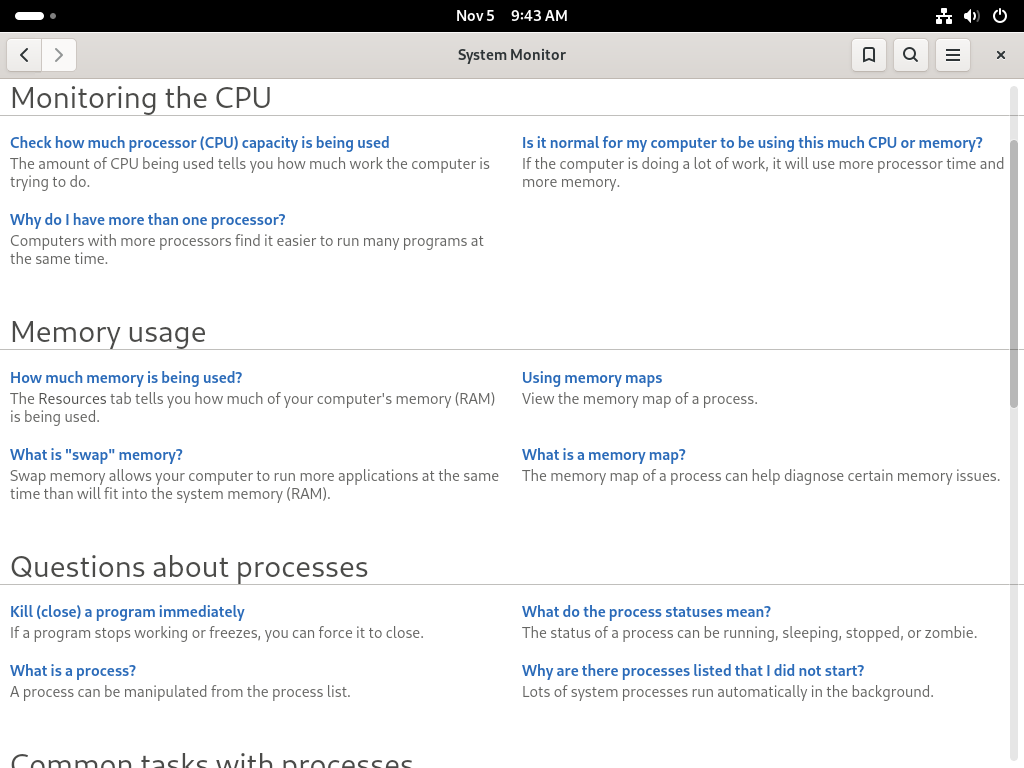 Nov 5 9:43 AM
System Monitor
Monitoring the CPU
Check how much processor (CPU) capacity is being used
The amount of CPU being used tells you how much work the computer is
trying to do.
Is it normal for my computer to be using this much CPU or memory?
If the computer is doing a lot of work, it will use more processor time and
more memory.
Why do I have more than one processor?
Computers with more processors find it easier to run many programs at
the same time.
Memory usage
How much memory is being used?
The Resources tab tells you how much of your computer's memory (RAM)
is being used.
Using memory maps
View the memory map of a process.
What is "swap" memory?
Swap memory allows your computer to run more applications at the same
time than will fit into the system memory (RAM).
What is a memory map?
The memory map of a process can help diagnose certain memory issues.
Questions about processes
Kill (close) a program immediately
If a program stops working or freezes, you can force it to close.
What do the process statuses mean?
The status of a process can be running, sleeping, stopped, or zombie.
What is a process?
A process can be manipulated from the process list.
Why are there processes listed that I did not start?
Lots of system processes run automatically in the background.
Common tasks with processes